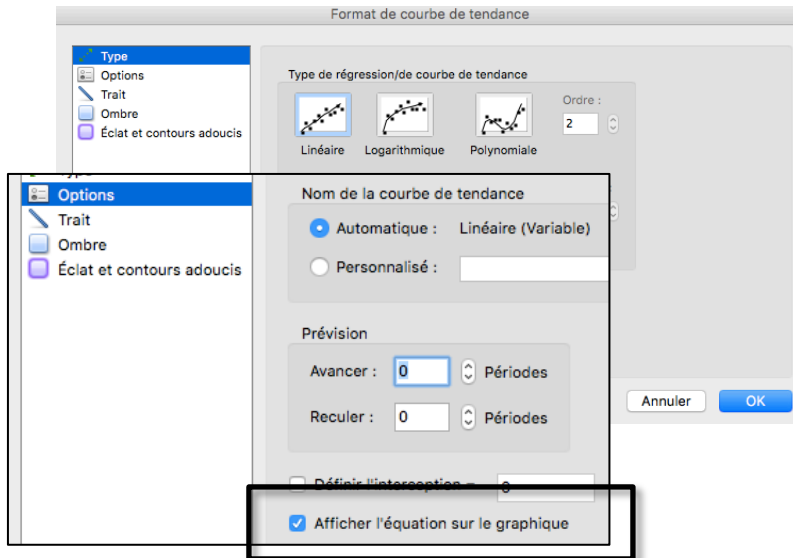 Format de courbe de tendance
Type
Options
Trait
Ombre
Éclat et contours adoucis
Type de régression/de courbe de tendance
Ordre :
2
Linéaire
Logarithmique
Polynomiale
Annuler
OK
Options
Trait
Ombre
Éclat et contours adoucis
Nom de la courbe de tendance
Automatique : Linéaire (Variable)
Personnalisé :
Prévision
Avancer : 0 Périodes
Reculer : 0 Périodes
Définir l'interception =
Afficher l'équation sur le graphique